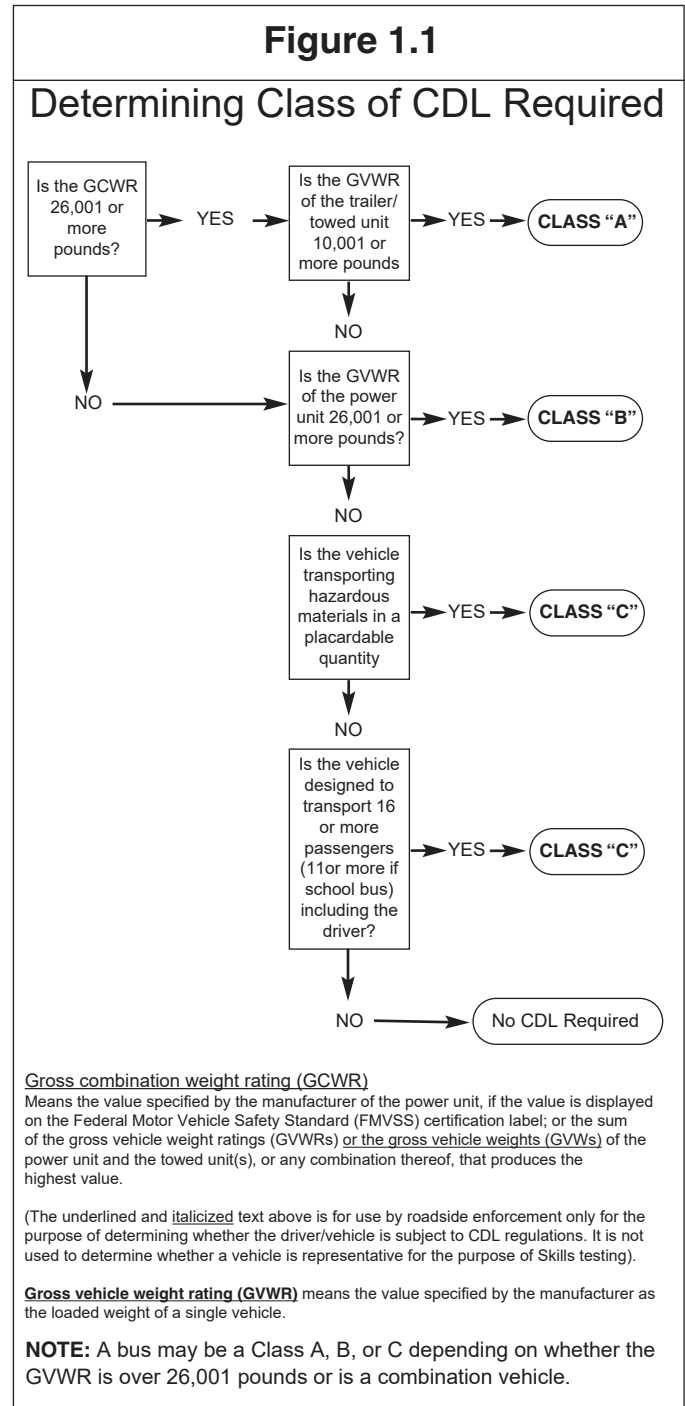 Figure 1.1
Determining Class of CDL Required
Is the GCWR
26,001 or
more
pounds?
YES
Is the GVWR
of the trailer/
towed unit
10,001 or
more pounds
YES
CLASS “A”
NO
NO
Is the GVWR
of the power
unit 26,001 or
more pounds?
YES
CLASS “B”
NO
Is the vehicle
transporting
hazardous
materials in a
placardable
quantity
YES
CLASS “C”
NO
Is the vehicle
designed to
transport 16
or more
passengers
(11or more if
school bus)
including the
driver?
YES
CLASS “C”
NO
No CDL Required
Gross combination weight rating (GCWR)
Means the value specified by the manufacturer of the power unit, if the value is displayed
on the Federal Motor Vehicle Safety Standard (FMVSS) certification label; or the sum
of the gross vehicle weight ratings (GVWRs) or the gross vehicle weights (GVWs) of the
power unit and the towed unit(s), or any combination thereof, that produces the
highest value.
(The underlined and italicized text above is for use by roadside enforcement only for the
purpose of determining whether the driver/vehicle is subject to CDL regulations. It is not
used to determine whether a vehicle is representative for the purpose of Skills testing).
Gross vehicle weight rating (GVWR) means the value specified by the manufacturer as
the loaded weight of a single vehicle.
NOTE: A bus may be a Class A, B, or C depending on whether the
GVWR is over 26,001 pounds or is a combination vehicle.